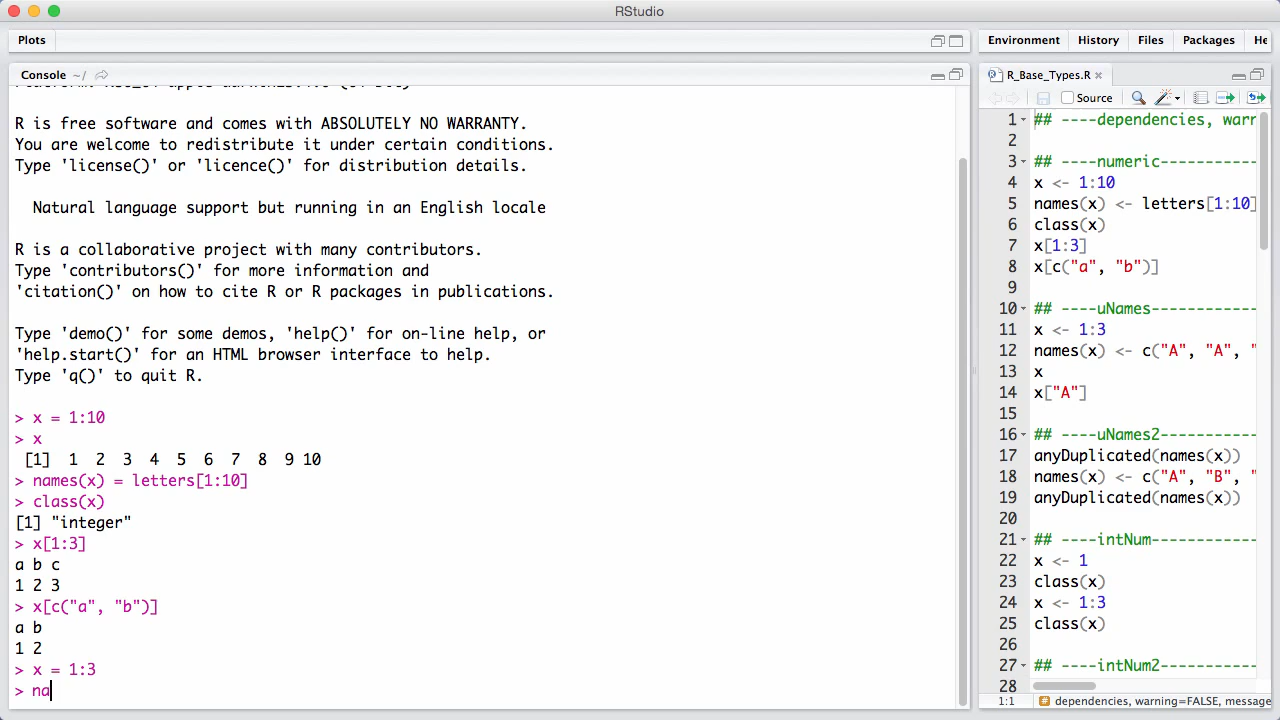 RStudio
Plots
Console ~/
R is free software and comes with ABSOLUTELY NO WARRANTY.
You are welcome to redistribute it under certain conditions.
Type 'license()' or 'licence()' for distribution details.
Natural language support but running in an English locale
R is a collaborative project with many contributors.
Type 'contributors()' for more information and
'citation()' on how to cite R or R packages in publications.
Type 'demo()' for some demos, 'help()' for on-line help, or
'help.start()' for an HTML browser interface to help.
Type 'q()' to quit R.
> x = 1:10
> x
[1] 1 2 3 4 5 6 7 8 9 10
> names(x) = letters[1:10]
> class(x)
[1] "integer"
> x[1:3]
a b c
1 2 3
> x[c("a", "b")]
a b
1 2
> x = 1:3
> na
Environment History Files Packages He
R_Base_Types.R
Source
1 ## ----dependencies, warr
2
3 ## ----numeric------------
4 x <- 1:10
5 names(x) <- letters[1:10]
6 class(x)
7 x[1:3]
8 x[c("a", "b")]
9
10 ## ----uNames-------------
11 x <- 1:3
12 names(x) <- c("A", "A", "
13 x
14 x["A"]
15
16 ## ----uNames2------------
17 anyDuplicated(names(x))
18 names(x) <- c("A", "B", "
19 anyDuplicated(names(x))
20
21 ## ----intNum-------------
22 x <- 1
23 class(x)
24 x <- 1:3
25 class(x)
26
27 ## ----intNum2------------
28
1:1 # dependencies, warning=FALSE, message